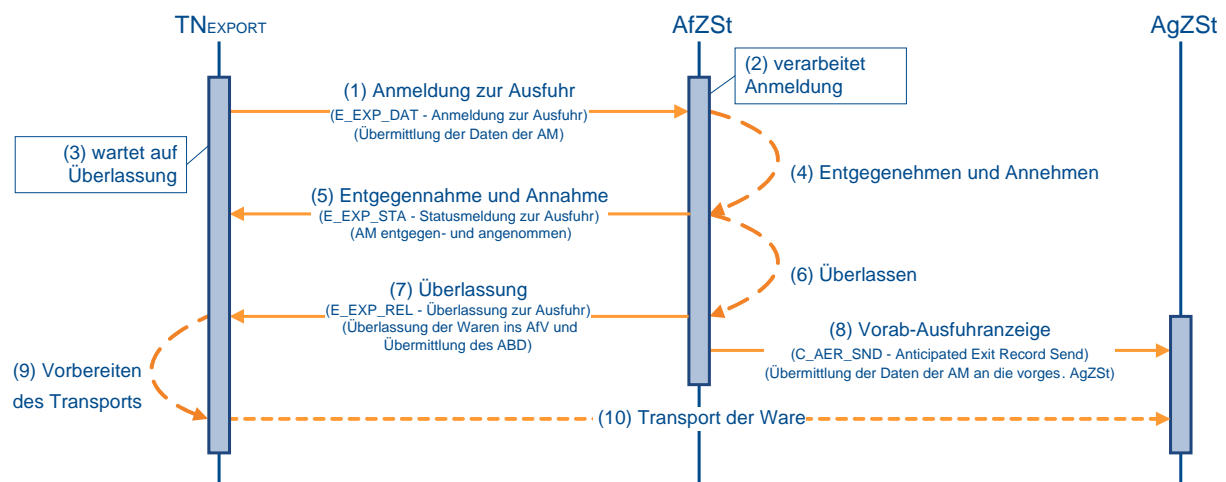 TNEXPORT
AfZSt
AgZSt
(2) verarbeitet
Anmeldung
(1) Anmeldung zur Ausfuhr
(E_EXP_DAT - Anmeldung zur Ausfuhr)
(Übermittlung der Daten der AM)
(3) wartet auf
Überlassung
(4) Entgegenehmen und Annehmen
(5) Entgegennahme und Annahme
(E_EXP_STA - Statusmeldung zur Ausfuhr)
(AM entgegen- und angenommen)
(6) Überlassen
(7) Überlassung
(E_EXP_REL - Überlassung zur Ausfuhr)
(Überlassung der Waren ins AfV und
Übermittlung des ABD)
(8) Vorab-Ausfuhranzeige
(C_AER_SND - Anticipated Exit Record Send)
(Übermittlung der Daten der AM an die vorges. AgZSt)
(9) Vorbereiten
des Transports
(10) Transport der Ware